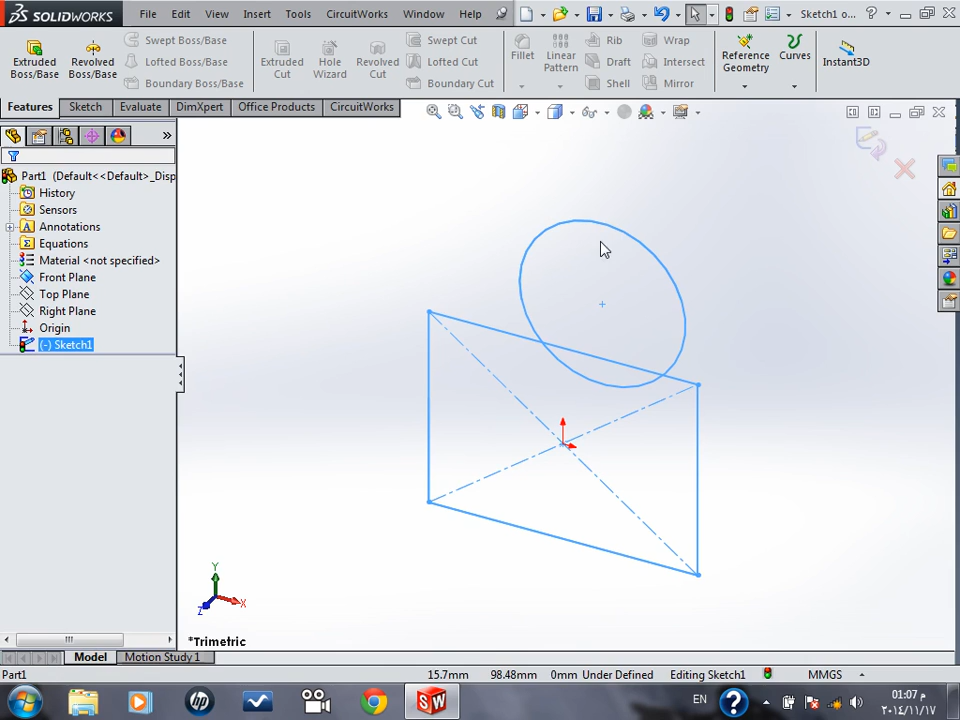 SOLIDWORKS File Edit View Insert Tools CircuitWorks Window Help Sketch1 o... ?
Extruded Boss/Base
Revolved Boss/Base
Swept Boss/Base
Lofted Boss/Base
Boundary Boss/Base
Extruded Cut
Hole Wizard
Revolved Cut
Swept Cut
Lofted Cut
Boundary Cut
Fillet
Linear Pattern
Rib
Draft
Shell
Wrap
Intersect
Mirror
Reference Geometry
Curves
Instant3D
Features Sketch Evaluate DimXpert Office Products CircuitWorks
Part1 (Default<<Default>_Disp
History
Sensors
Annotations
Equations
Material <not specified>
Front Plane
Top Plane
Right Plane
Origin
(-) Sketch1
Y
Z X
*Trimetric
Model Motion Study 1
Part1 15.7mm 98.48mm 0mm Under Defined Editing Sketch1 MMGS
EN 01:07 م
٢٠١٤/١١/١٧